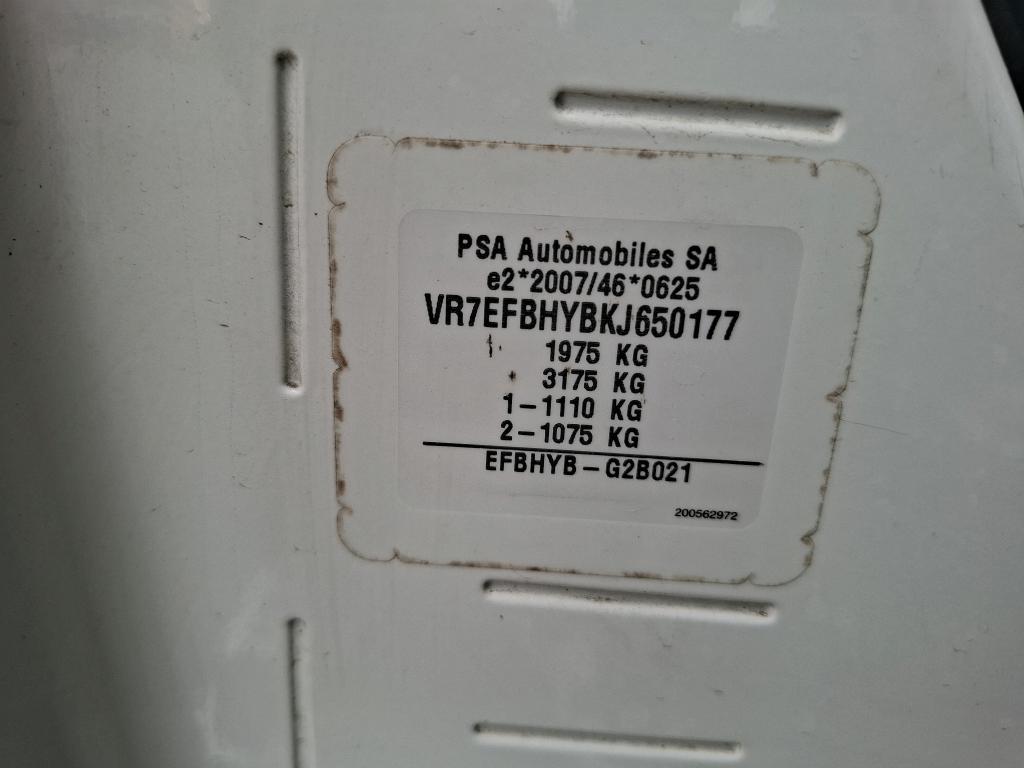 PSA Automobiles SA
e2*2007/46*0625
VR7EFBHYBKJ650177
1975 KG
3175 KG
1-1110 KG
2-1075 KG
EFBHYB-G2B021
200562972